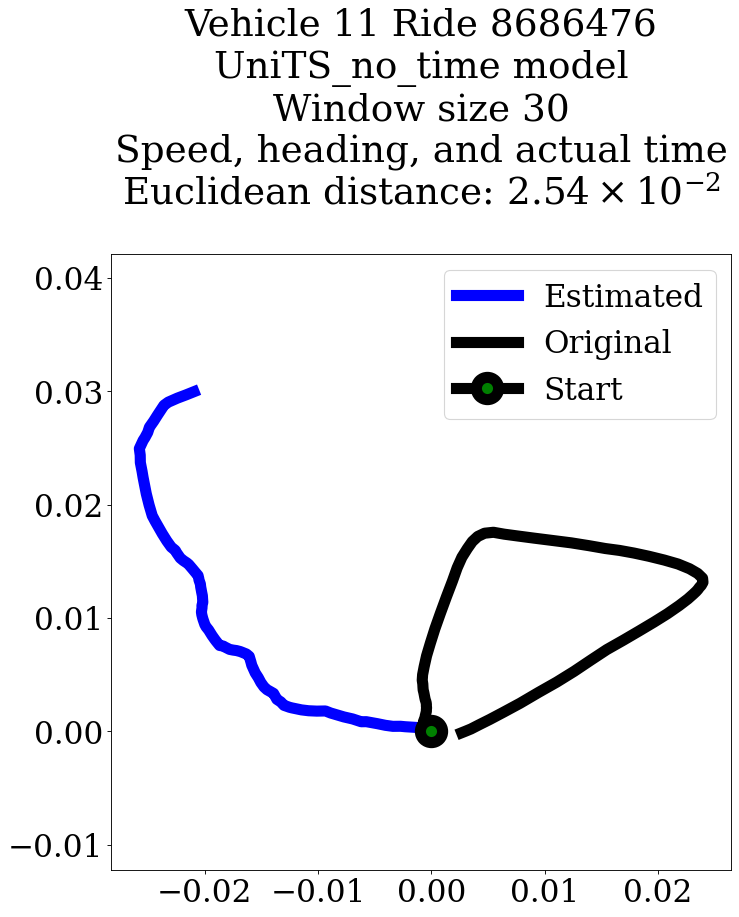 Vehicle 11 Ride 8686476
UniTS_no_time model
Window size 30
Speed, heading, and actual time
Euclidean distance: 2.54 × 10⁻²
Estimated
Original
Start
0.04
0.03
0.02
0.01
0.00
−0.01
−0.02 −0.01 0.00 0.01 0.02